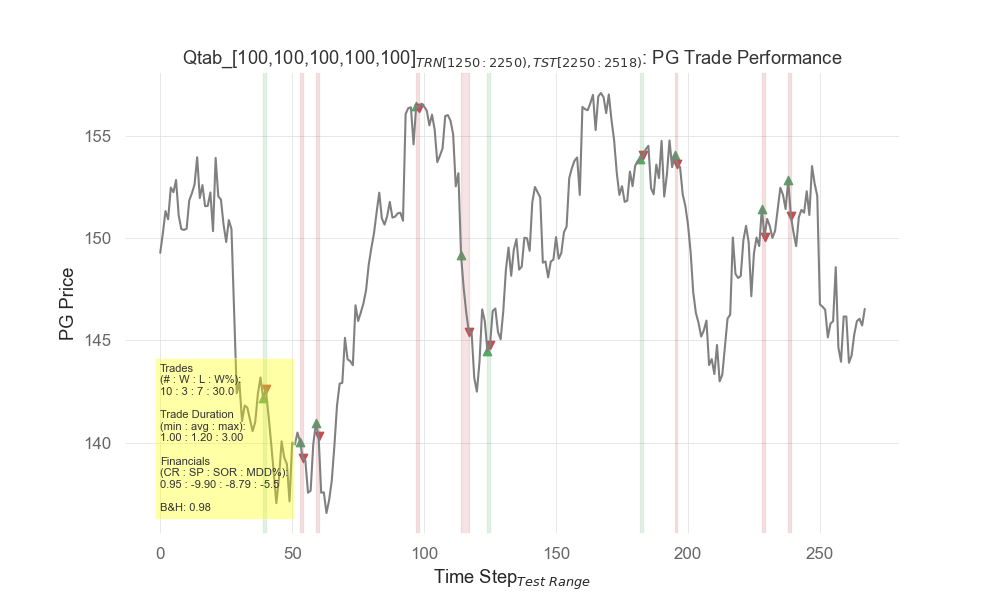 Qtab_[100,100,100,100,100]TRN[1250:2250),TST[2250:2518): PG Trade Performance
155
150
145
140
PG Price
Trades
(# : W : L : W%):
10 : 3 : 7 : 30.0
Trade Duration
(min : avg : max):
1.00 : 1.20 : 3.00
Financials
(CR : SP : SOR : MDD%):
0.95 : -9.90 : -8.79 : -5.5
B&H: 0.98
0 50 100 150 200 250
Time StepTest Range